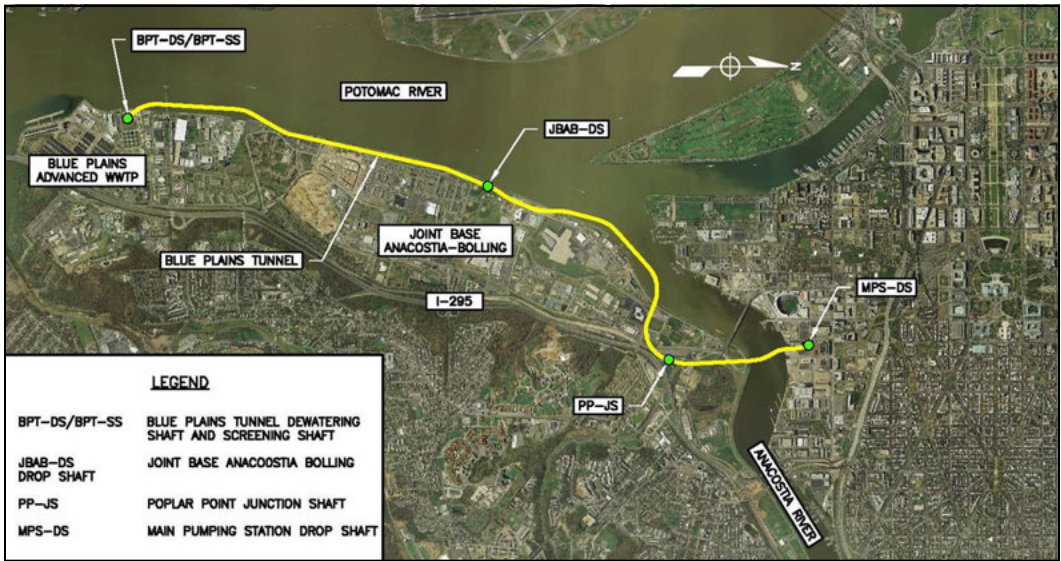 BPT-DS/BPT-SS
POTOMAC RIVER
N
JBAB-DS
BLUE PLAINS
ADVANCED WWTP
JOINT BASE
ANACOSTIA-BOLLING
BLUE PLAINS TUNNEL
I-295
MPS-DS
PP-JS
ANACOSTIA RIVER
LEGEND
BPT-DS/BPT-SS BLUE PLAINS TUNNEL DEWATERING
SHAFT AND SCREENING SHAFT
JBAB-DS JOINT BASE ANACOOSTIA BOLLING
DROP SHAFT
PP-JS POPLAR POINT JUNCTION SHAFT
MPS-DS MAIN PUMPING STATION DROP SHAFT